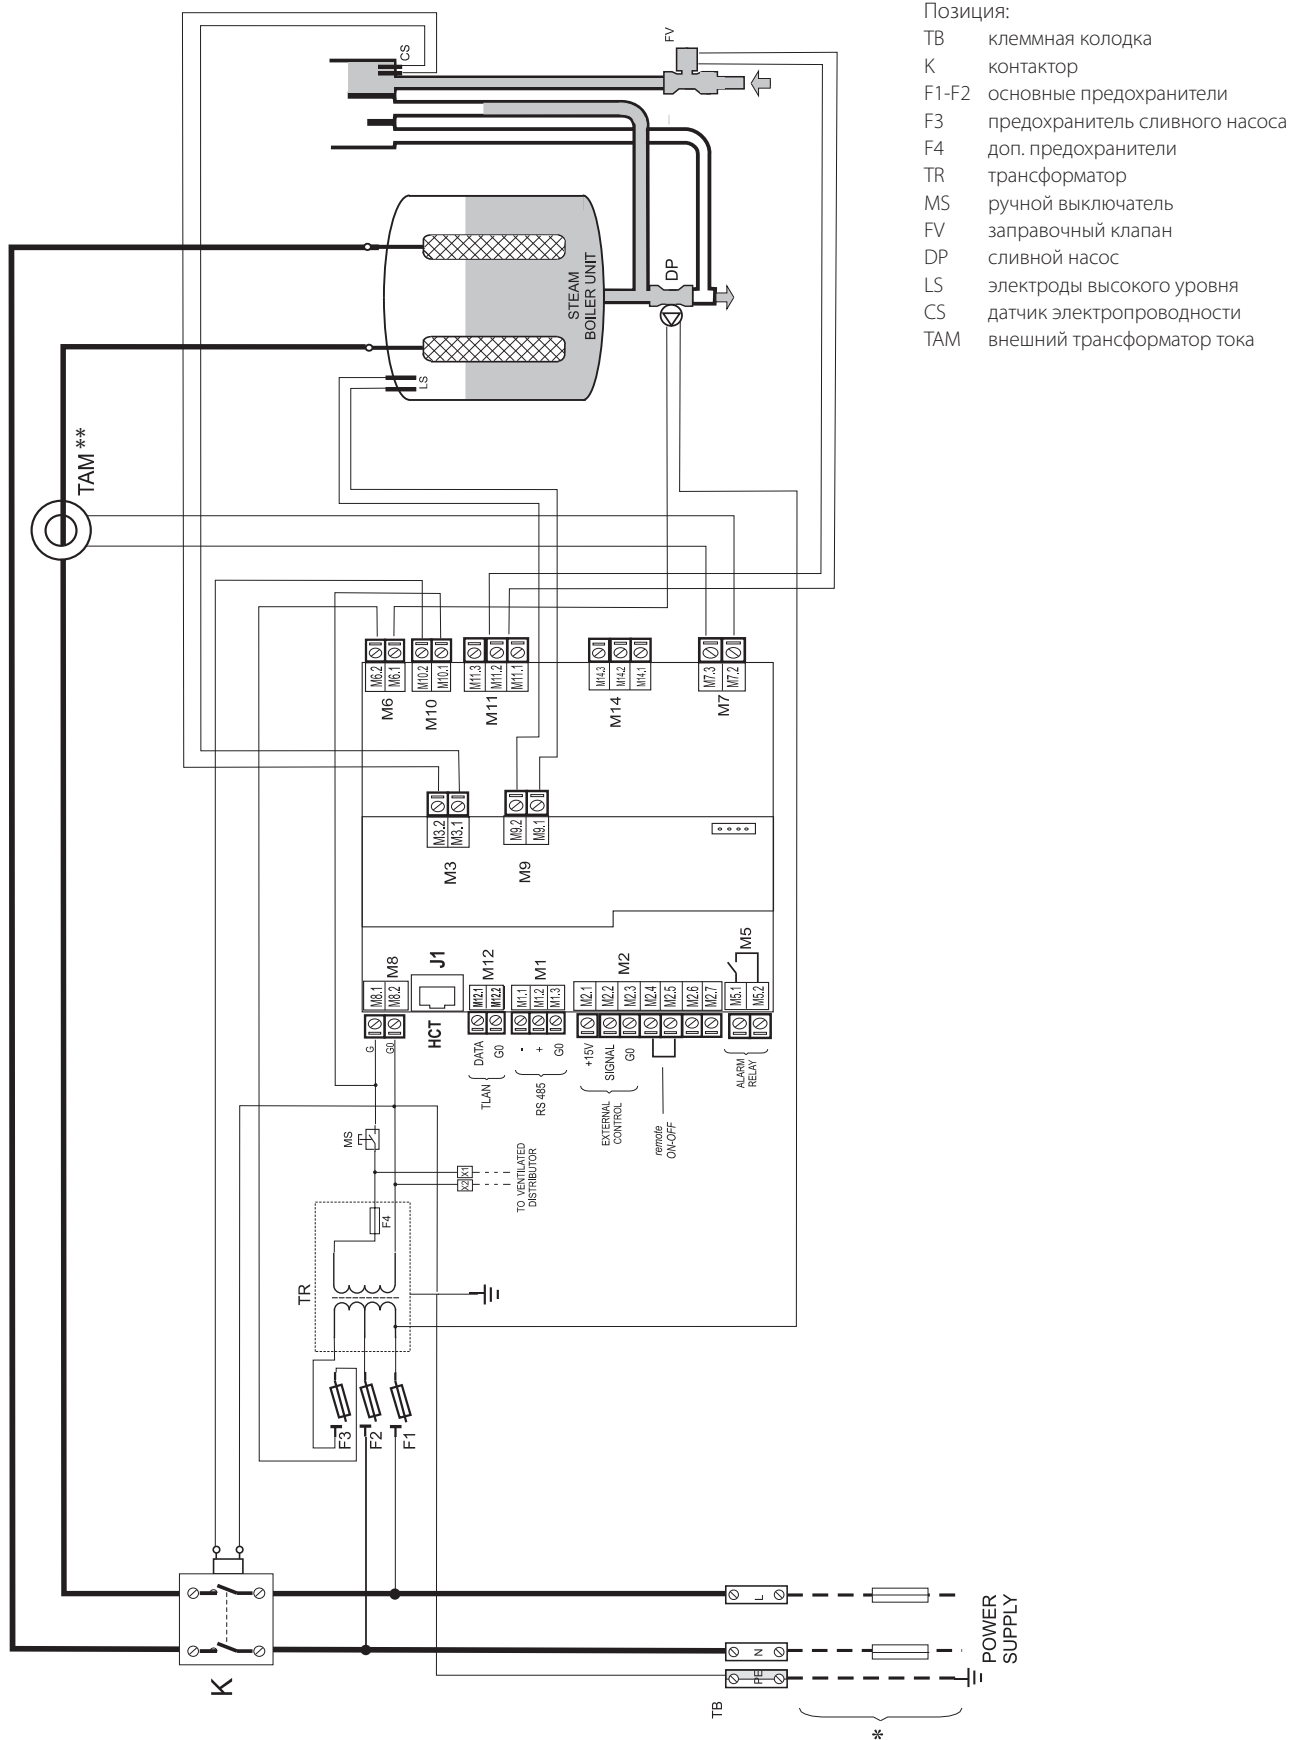 Позиция:
TB клеммная колодка
K контактор
F1-F2 основные предохранители
F3 предохранитель сливного насоса
F4 доп. предохранители
TR трансформатор
MS ручной выключатель
FV заправочный клапан
DP сливной насос
LS электроды высокого уровня
CS датчик электропроводности
TAM внешний трансформатор тока
CS
FV
STEAM
BOILER UNIT
DP
LS
TAM **
M6.2
M6.1
M10.2
M10.1
M11.3
M11.2
M11.1
M14.3
M14.2
M14.1
M7.3
M7.2
M6
M10
M11
M14
M7
M3.2
M3.1
M9.2
M9.1
M3
M9
M8
J1
M12
M1
M2
M5
M8.1
M8.2
M12.1
M12.2
M1.1
M1.2
M1.3
M2.1
M2.2
M2.3
M2.4
M2.5
M2.6
M2.7
M5.1
M5.2
HCT
G
G0
DATA
G0
TLAN
-
+
G0
RS 485
+15V
SIGNAL
G0
EXTERNAL
CONTROL
remote
ON-OFF
ALARM
RELAY
MS
X1
X2
TO VENTILATED
DISTRIBUTOR
F4
TR
F3
F2
F1
K
L
N
PE
TB
POWER
SUPPLY
*